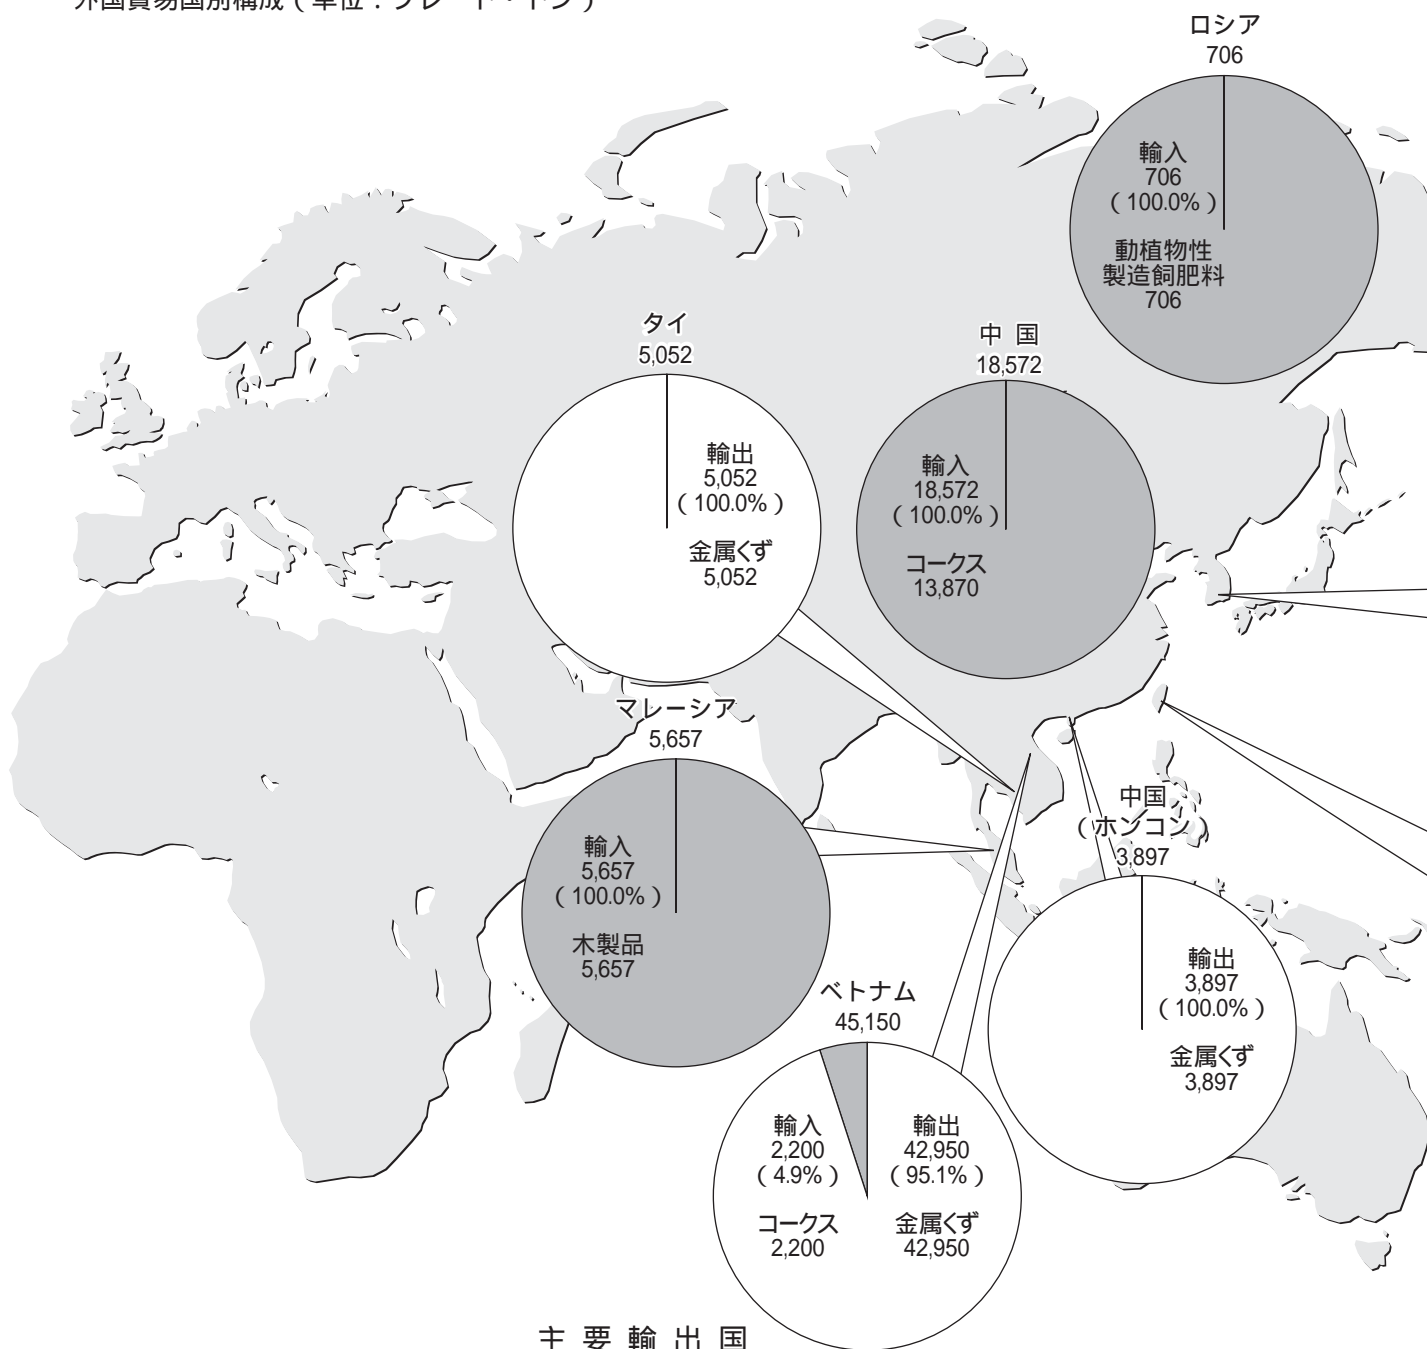 外国貿易国別構成（単位：フレート・トン）
ロシア
706
輸入
706
（100.0%）
動植物性
製造飼肥料
706
タイ
5,052
輸出
5,052
（100.0%）
金属くず
5,052
中国
18,572
輸入
18,572
（100.0%）
コークス
13,870
マレーシア
5,657
輸入
5,657
（100.0%）
木製品
5,657
中国
（ホンコン）
3,897
輸出
3,897
（100.0%）
金属くず
3,897
ベトナム
45,150
輸入
2,200
（4.9%）
コークス
2,200
輸出
42,950
（95.1%）
金属くず
42,950
主要輸出国